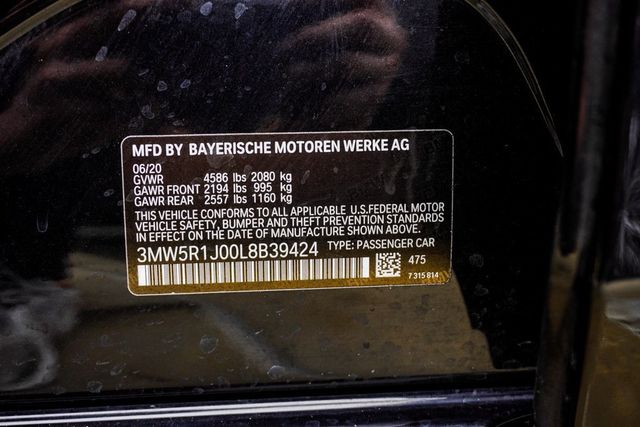 MFD BY BAYERISCHE MOTOREN WERKE AG
06/20
GVWR 4586 lbs 2080 kg
GAWR FRONT 2194 lbs 995 kg
GAWR REAR 2557 lbs 1160 kg
THIS VEHICLE CONFORMS TO ALL APPLICABLE U.S.FEDERAL MOTOR
VEHICLE SAFETY, BUMPER AND THEFT PREVENTION STANDARDS
IN EFFECT ON THE DATE OF MANUFACTURE SHOWN ABOVE.
3MW5R1J00L8B39424 TYPE: PASSENGER CAR
475
7 315 814